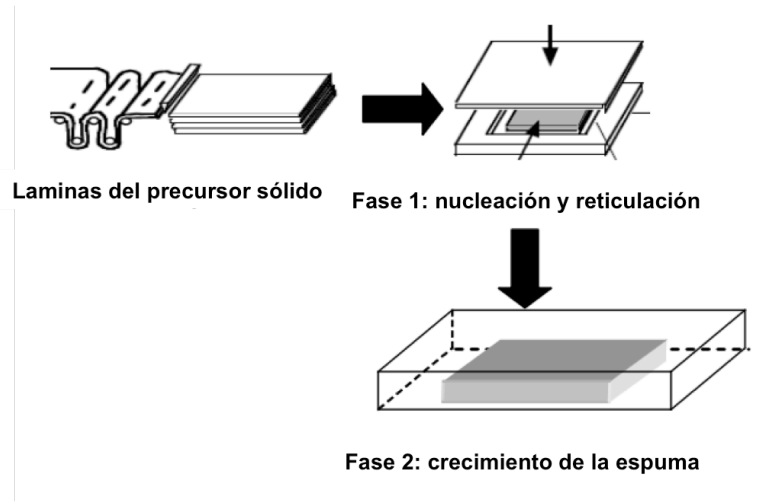 Laminas del precursor sólido
Fase 1: nucleación y reticulación
Fase 2: crecimiento de la espuma